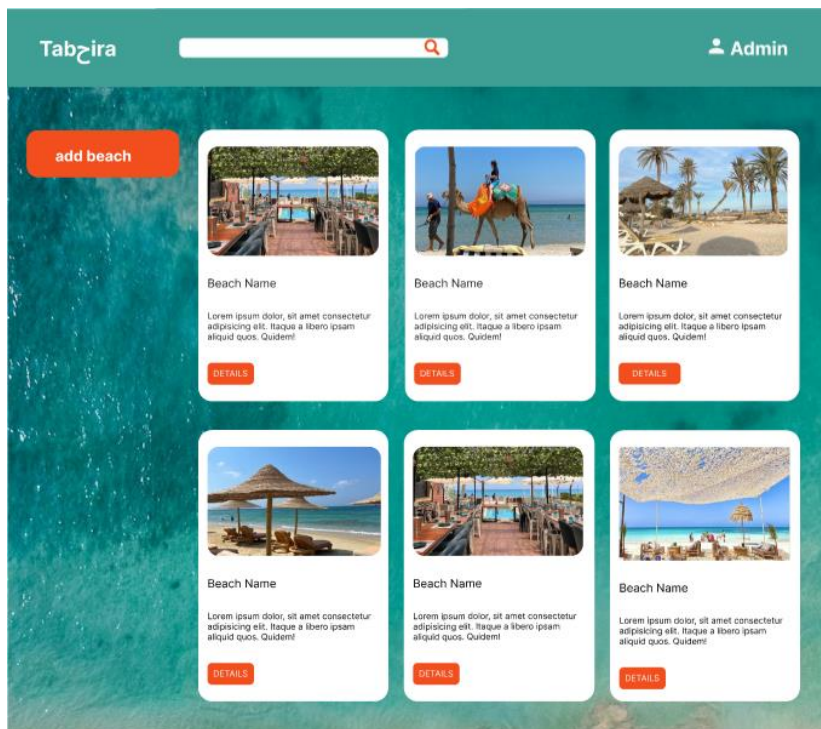 Tabحira
Admin
add beach
Beach Name
Lorem ipsum dolor, sit amet consectetur
adipisicing elit. Itaque a libero ipsam
aliquid quos. Quidem!
DETAILS
Beach Name
Lorem ipsum dolor, sit amet consectetur
adipisicing elit. Itaque a libero ipsam
aliquid quos. Quidem!
DETAILS
Beach Name
Lorem ipsum dolor, sit amet consectetur
adipisicing elit. Itaque a libero ipsam
aliquid quos. Quidem!
DETAILS
Beach Name
Lorem ipsum dolor, sit amet consectetur
adipisicing elit. Itaque a libero ipsam
aliquid quos. Quidem!
DETAILS
Beach Name
Lorem ipsum dolor, sit amet consectetur
adipisicing elit. Itaque a libero ipsam
aliquid quos. Quidem!
DETAILS
Beach Name
Lorem ipsum dolor, sit amet consectetur
adipisicing elit. Itaque a libero ipsam
aliquid quos. Quidem!
DETAILS